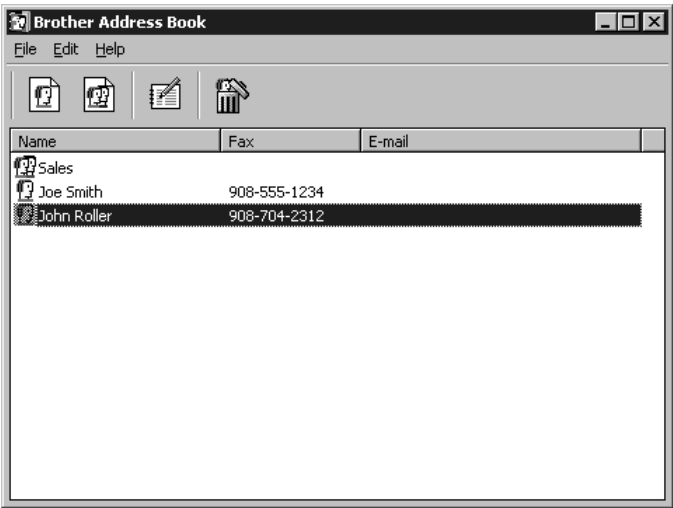 Brother Address Book
File Edit Help
Name Fax E-mail
Sales
Joe Smith 908-555-1234
John Roller 908-704-2312